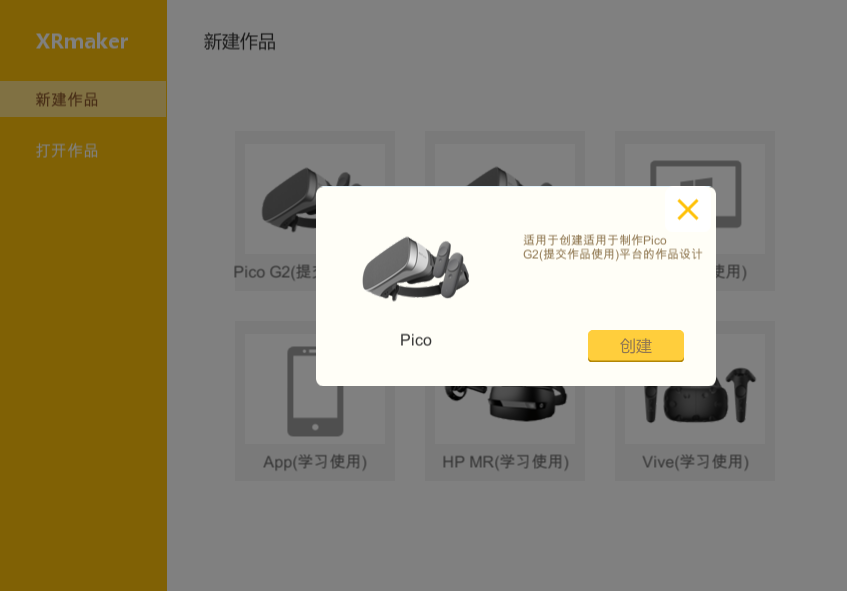 XRmaker
新建作品
新建作品
打开作品
Pico G2(提
使用)
适用于创建适用于制作Pico
G2(提交作品使用)平台的作品设计
Pico
创建
App(学习使用)
HP MR(学习使用)
Vive(学习使用)